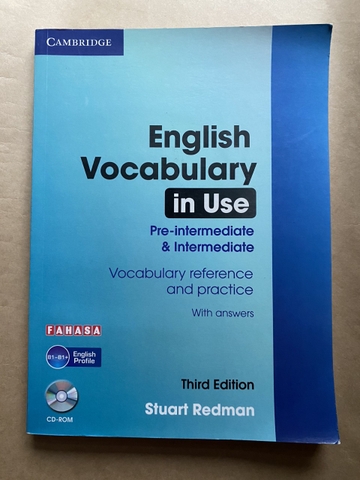 CAMBRIDGE
English
Vocabulary
in Use
Pre-intermediate
& Intermediate
Vocabulary reference
and practice
With answers
FAHASA
B1-B1+
English
Profile
Third Edition
CD-ROM
Stuart Redman